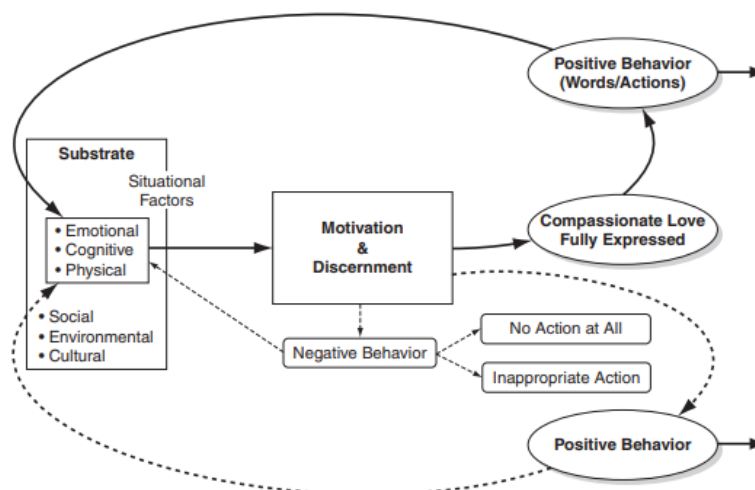 Positive Behavior
(Words/Actions)
Substrate
Situational
Factors
• Emotional
• Cognitive
• Physical
• Social
• Environmental
• Cultural
Motivation
&
Discernment
Compassionate Love
Fully Expressed
Negative Behavior
No Action at All
Inappropriate Action
Positive Behavior